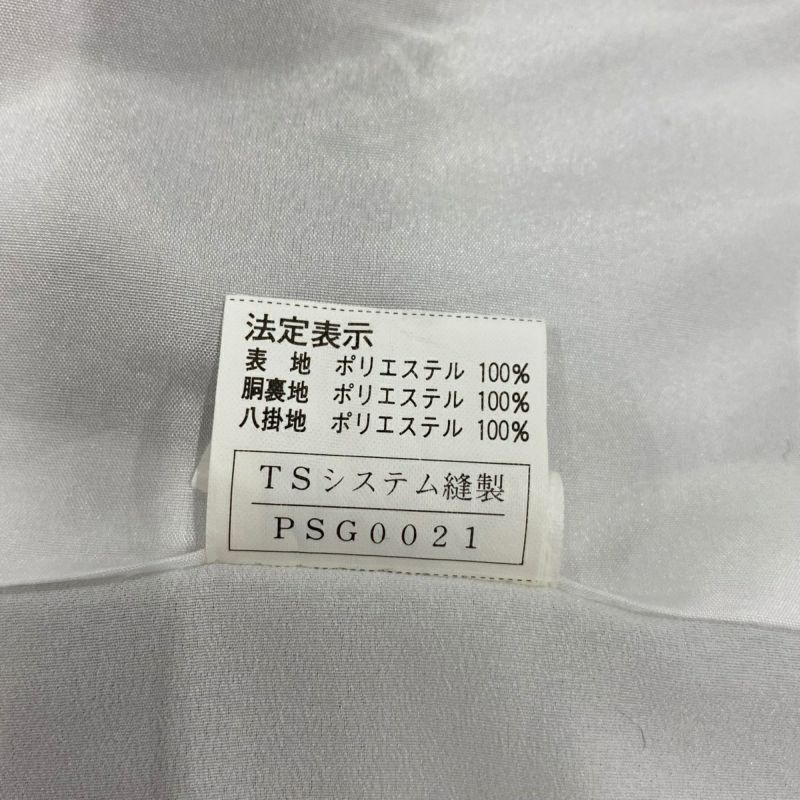 法定表示
表 地 ポリエステル 100%
胴裏地 ポリエステル 100%
八掛地 ポリエステル 100%
TSシステム縫製
PSG0021